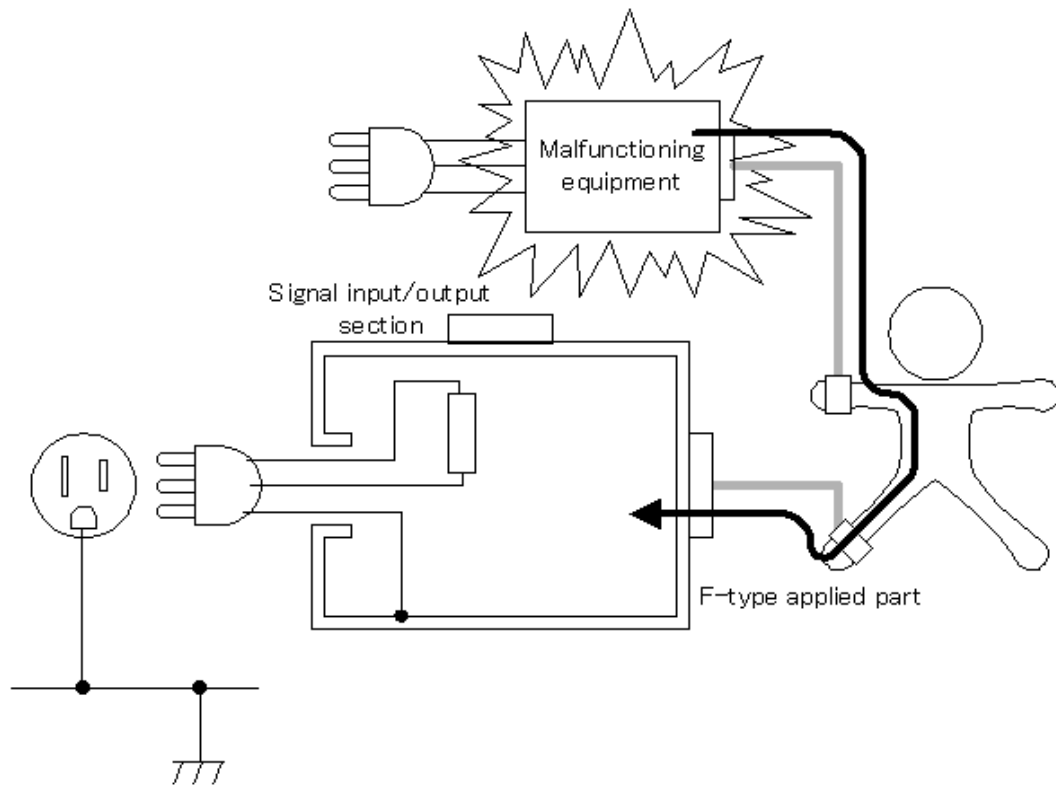 Malfunctioning
equipment
Signal input/output
section
F-type applied part